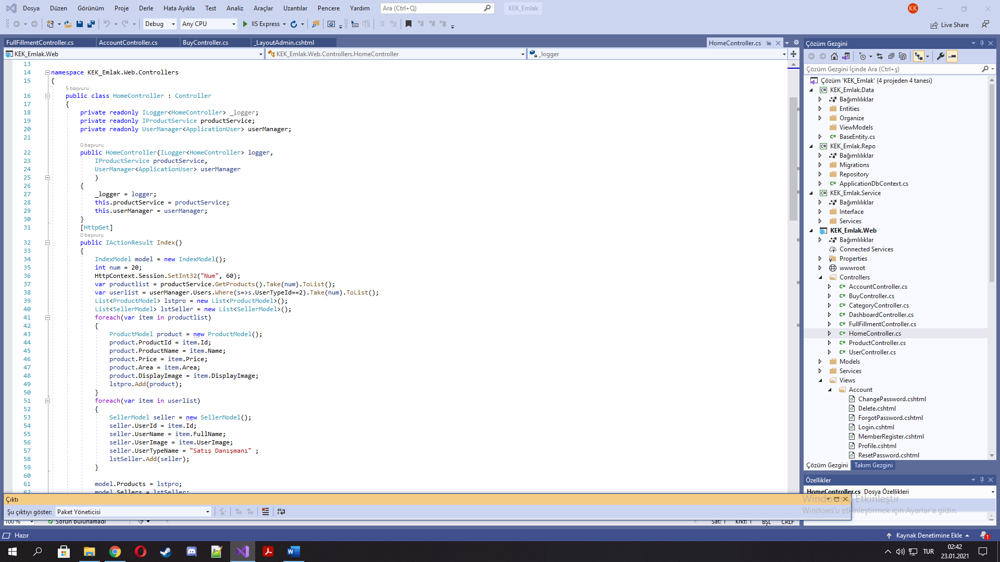 Dosya Düzen Görünüm Proje Derle Hata Ayıkla Test Analiz Araçlar Uzantılar Pencere Yardım Ara (Ctrl+Q) KEK_Emlak KK
Debug Any CPU IIS Express Live Share
FullFillmentController.cs AccountController.cs BuyController.cs _LayoutAdmin.cshtml HomeController.cs
KEK_Emlak.Web KEK_Emlak.Web.Controllers.HomeController _logger
13
14 namespace KEK_Emlak.Web.Controllers
15 {
5 başvuru
16 public class HomeController : Controller
17 {
18 private readonly ILogger<HomeController> _logger;
19 private readonly IProductService productService;
20 private readonly UserManager<ApplicationUser> userManager;
21
0 başvuru
22 public HomeController(ILogger<HomeController> logger,
23 IProductService productService,
24 UserManager<ApplicationUser> userManager
25 )
26 {
27 _logger = logger;
28 this.productService = productService;
29 this.userManager = userManager;
30 }
31 [HttpGet]
0 başvuru
32 public IActionResult Index()
33 {
34 IndexModel model = new IndexModel();
35 int num = 20;
36 HttpContext.Session.SetInt32("Num", 60);
37 var productlist = productService.GetProducts().Take(num).ToList();
38 var userlist = userManager.Users.Where(s=>s.UserTypeId==2).Take(num).ToList();
39 List<ProductModel> lstpro = new List<ProductModel>();
40 List<SellerModel> lstSeller = new List<SellerModel>();
41 foreach(var item in productlist)
42 {
43 ProductModel product = new ProductModel();
44 product.ProductId = item.Id;
45 product.ProductName = item.Name;
46 product.Price = item.Price;
47 product.Area = item.Area;
48 product.DisplayImage = item.DisplayImage;
49 lstpro.Add(product);
50 }
51 foreach(var item in userlist)
52 {
53 SellerModel seller = new SellerModel();
54 seller.UserId = item.Id;
55 seller.UserName = item.FullName;
56 seller.UserImage = item.UserImage;
57 seller.UserTypeName = "Satış Danışmanı" ;
58 lstSeller.Add(seller);
59 }
60
61 model.Products = lstpro;
62 model.Sellers = lstSeller;
Çıktı
Şu çıktıyı göster: Paket Yöneticisi
100 % Sorun bulunamadı Sat: 1 Krkt: 1 BŞL CRLF
Çözüm Gezgini
Çözüm Gezgini İçinde Ara (Ctrl+ş)
Çözüm 'KEK_Emlak' (4 projeden 4 tanesi)
KEK_Emlak.Data
Bağımlılıklar
Entities
Organize
ViewModels
BaseEntity.cs
KEK_Emlak.Repo
Bağımlılıklar
Migrations
Repository
ApplicationDbContext.cs
KEK_Emlak.Service
Bağımlılıklar
Interface
Services
KEK_Emlak.Web
Bağımlılıklar
Connected Services
Properties
wwwroot
Controllers
AccountController.cs
BuyController.cs
CategoryController.cs
DashboardController.cs
FullFillmentController.cs
HomeController.cs
ProductController.cs
UserController.cs
Models
Services
Views
Account
ChangePassword.cshtml
Delete.cshtml
ForgotPassword.cshtml
Login.cshtml
MemberRegister.cshtml
Profile.cshtml
ResetPassword.cshtml
Çözüm Gezgini Takım Gezgini
Özellikler
HomeController.cs Dosya Özellikleri
Windows'u Etkinleştir
Windows'u etkinleştirmek için Ayarlar'a gidin.
Hazır Kaynak Denetimine Ekle 1
TUR 02:42
23.01.2021